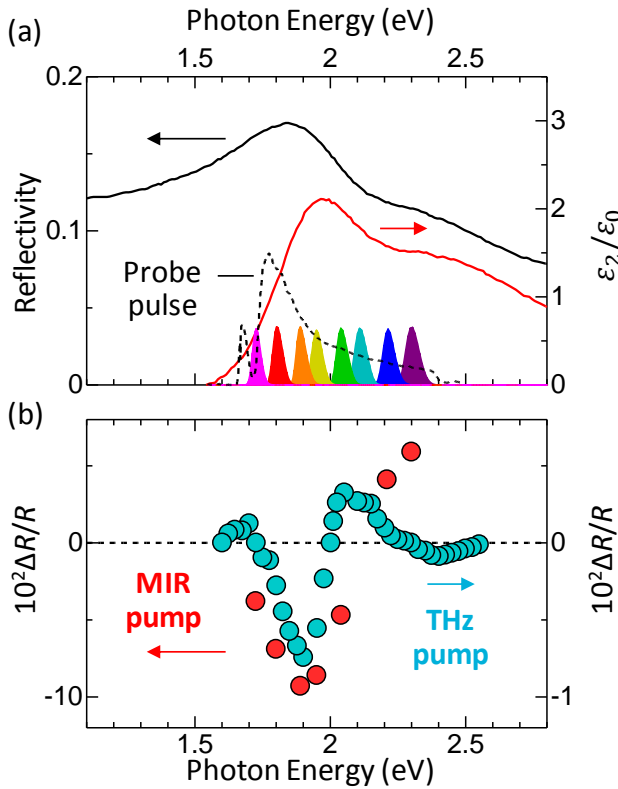 Photon Energy (eV)
(a)
1.5 2 2.5
0.2
0.1
0
Reflectivity
3
2
1
0
ε₂/ε₀
Probe
pulse
(b)
0
-10
10²ΔR/R
0
-1
10²ΔR/R
MIR
pump
THz
pump
1.5 2 2.5
Photon Energy (eV)